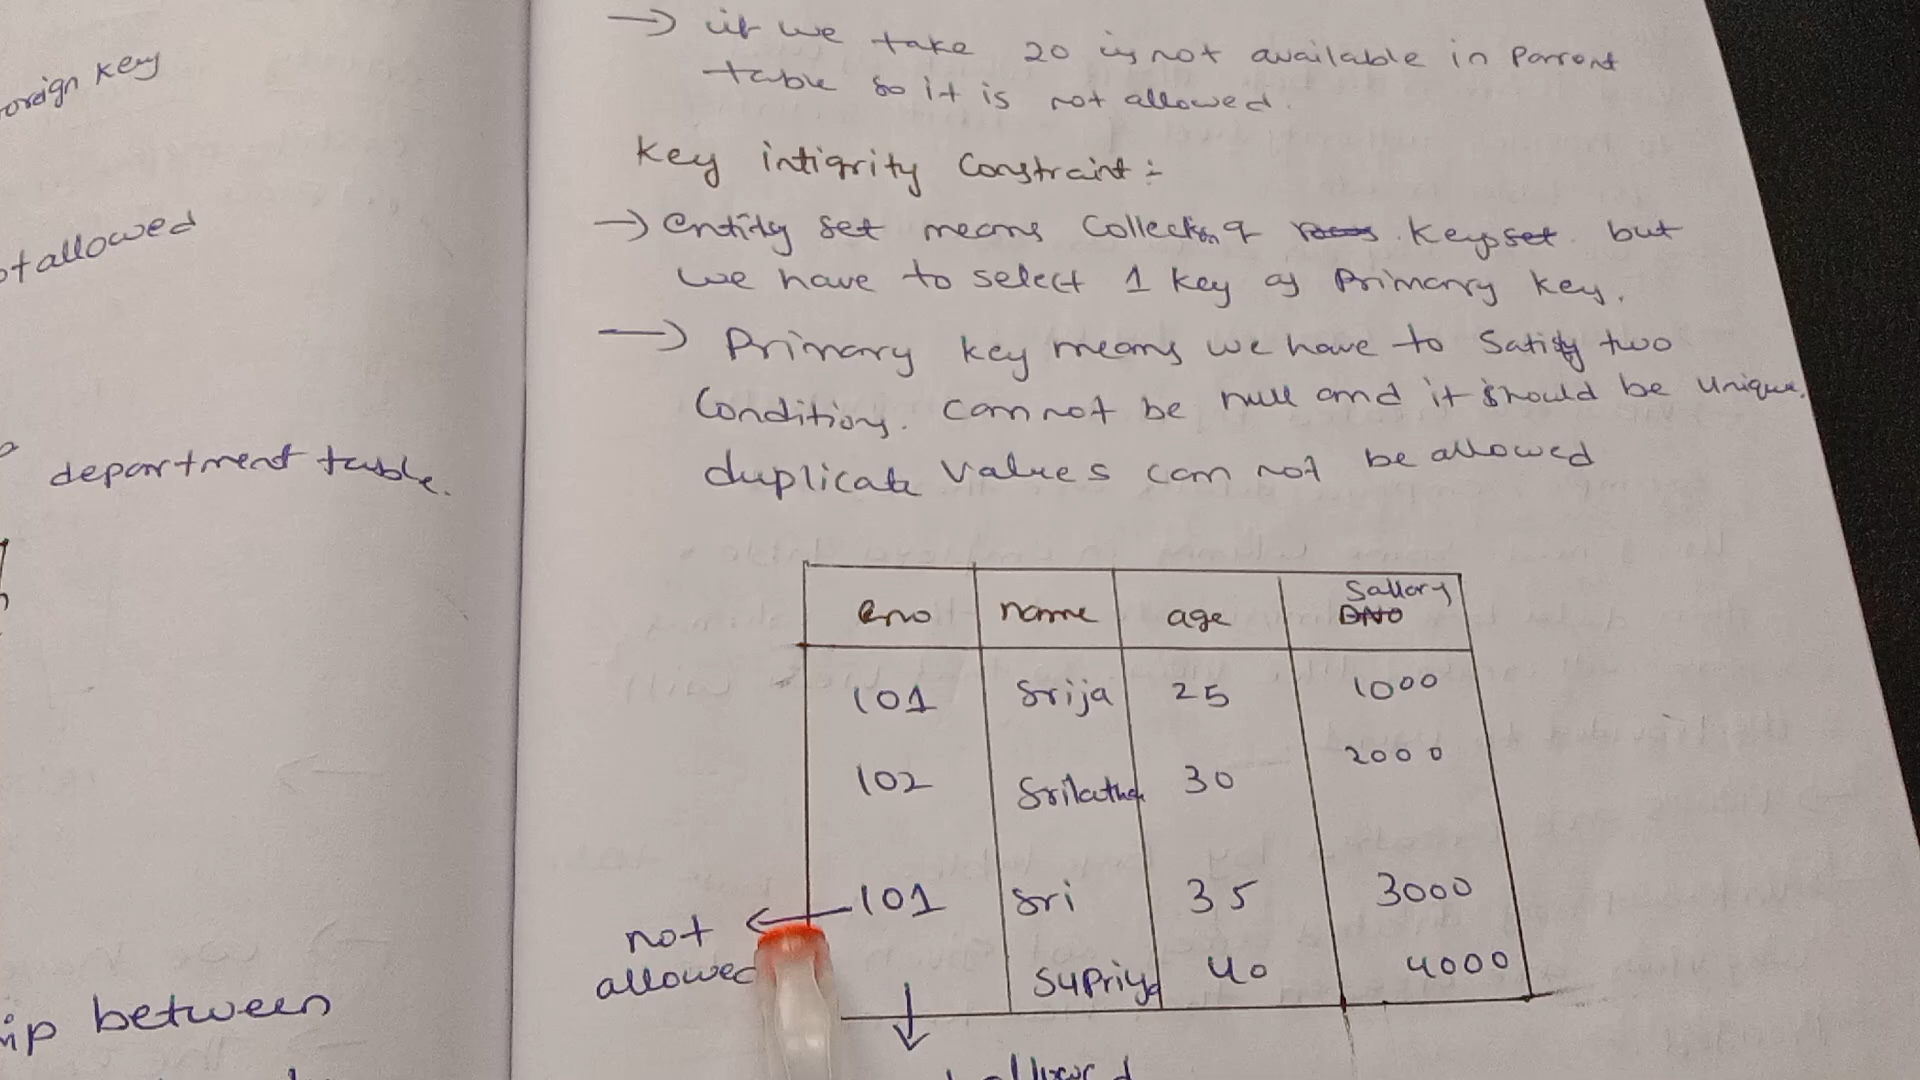 oreign key
ot allowed
department table.
ip between
→ if we take 20 is not available in Parrent
table so it is not allowed.
Key intiqrity Constraint :-
→ entity set means Collection of keyset but
we have to select 1 key as Primary key.
→ Primary key means we have to Satisfy two
Conditions. can not be null and it should be unique.
duplicate values can not be allowed
eno name age Sallary DNO
101 Srija 25 1000
102 Srilatha 30 2000
101 Sri 35 3000
not
allowed
Supriya 40 4000